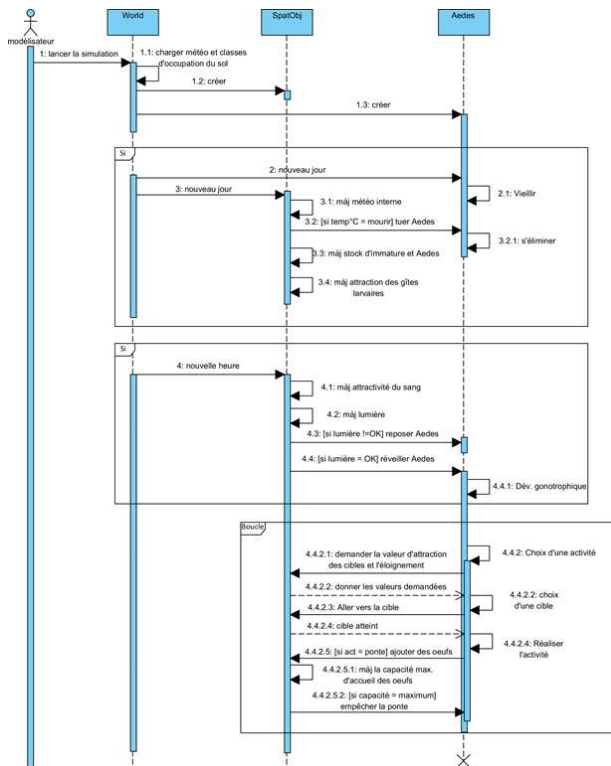 World
SpatObj
Aedes
modélisateur
1: lancer la simulation
1.1: charger météo et classes
d'occupation du sol
1.2: créer
1.3: créer
Si
2: nouveau jour
2.1: Vieillir
3: nouveau jour
3.1: màj météo interne
3.2: [si temp°C = mourir] tuer Aedes
3.2.1: s'éliminer
3.3: màj stock d'immature et Aedes
3.4: màj attraction des gîtes
larvaires
Si
4: nouvelle heure
4.1: màj attractivité du sang
4.2: màj lumière
4.3: [si lumière !=OK] reposer Aedes
4.4: [si lumière = OK] réveiller Aedes
4.4.1: Dév. gonotrophique
Boucle
4.4.2: Choix d'une activité
4.4.2.1: demander la valeur d'attraction
des cibles et l'éloignement
4.4.2.2: donner les valeurs demandées
4.4.2.2: choix
d'une cible
4.4.2.3: Aller vers la cible
4.4.2.4: cible atteint
4.4.2.4: Réaliser
l'activité
4.4.2.5: [si act = ponte] ajouter des oeufs
4.4.2.5.1: màj la capacité max.
d'accueil des oeufs
4.4.2.5.2: [si capacité = maximum]
empêcher la ponte